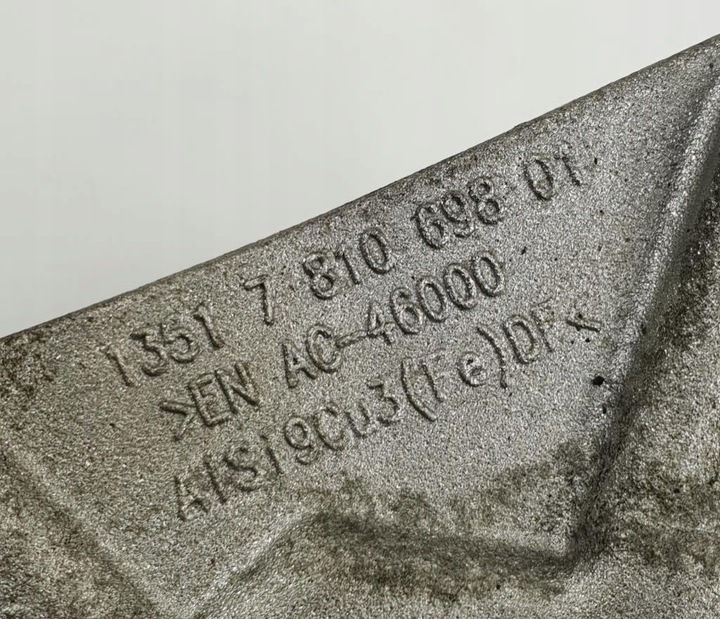 1351 7 810 698 01
>EN AC-46000
AlSi9Cu3(Fe)DF<